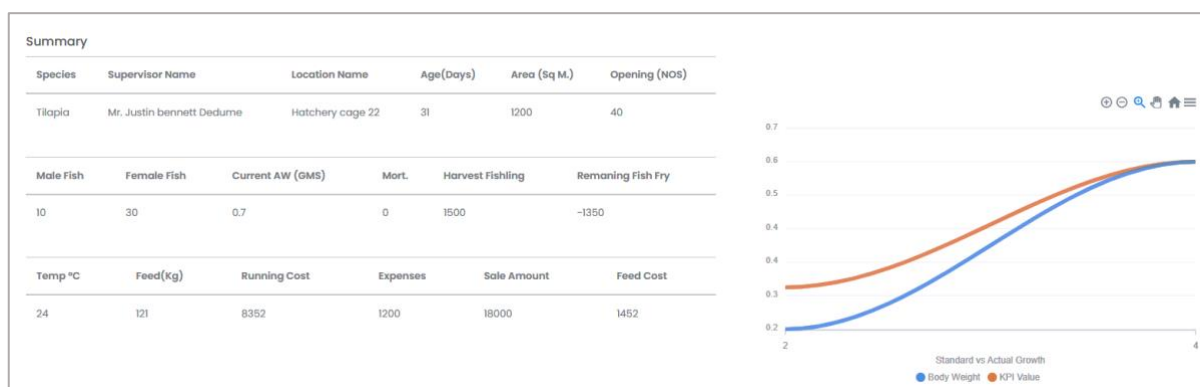 Summary
Species Supervisor Name Location Name Age(Days) Area (Sq M.) Opening (NOS)
Tilapia Mr. Justin bennett Dedume Hatchery cage 22 31 1200 40
Male Fish Female Fish Current AW (GMS) Mort. Harvest Fishling Remaning Fish Fry
10 30 0.7 0 1500 -1350
Temp °C Feed(Kg) Running Cost Expenses Sale Amount Feed Cost
24 121 8352 1200 18000 1452
0.7
0.6
0.5
0.4
0.4
0.3
0.2
2 4
Standard vs Actual Growth
Body Weight KPI Value